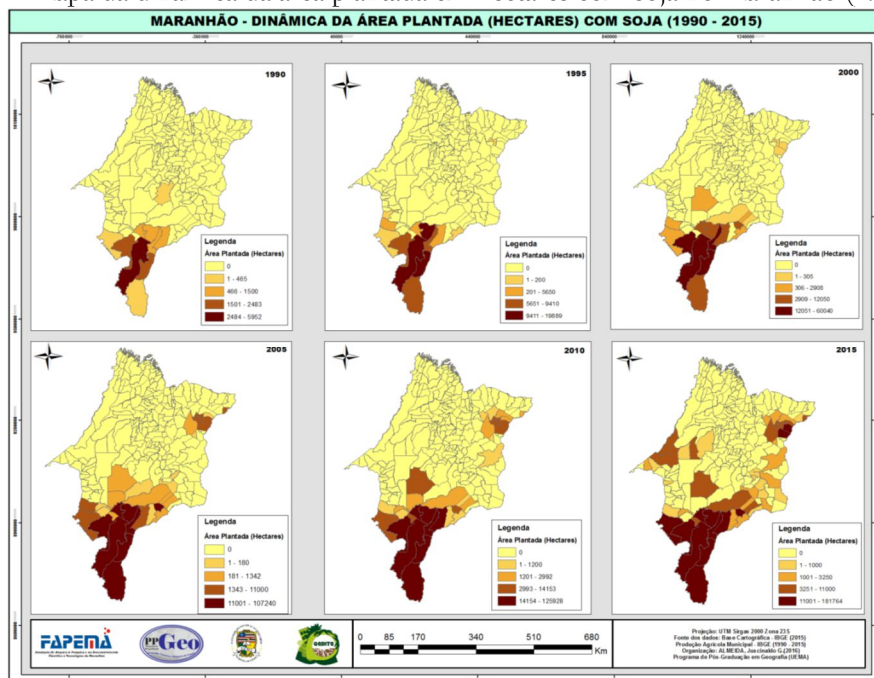 MARANHÃO - DINÂMICA DA ÁREA PLANTADA (HECTARES) COM SOJA (1990 - 2015)
1990
Legenda
Área Plantada (Hectares)
0
1 - 465
466 - 1500
1501 - 2483
2484 - 5952
1995
Legenda
Área Plantada (Hectares)
0
1 - 200
201 - 5650
5651 - 9410
9411 - 19889
2000
Legenda
Área Plantada (Hectares)
0
1 - 305
306 - 2908
2909 - 12050
12051 - 60040
2005
Legenda
Área Plantada (Hectares)
0
1 - 180
181 - 1342
1343 - 11000
11001 - 107240
2010
Legenda
Área Plantada (Hectares)
0
1 - 1200
1201 - 2992
2993 - 14153
14154 - 125928
2015
Legenda
Área Plantada (Hectares)
0
1 - 1000
1001 - 3250
3251 - 11000
11001 - 181764
FAPEMA
PPGeo
0 85 170 340 510 680
Km
Projeção: UTM Sirgas 2000 Zona 23 S
Fonte dos dados: Base Cartográfica - IBGE (2015)
Produção Agrícola Municipal - IBGE (1990 - 2015)
Organização: ALMEIDA, Juscinaldo G.(2016)
Programa de Pós-Graduação em Geografia (UEMA)